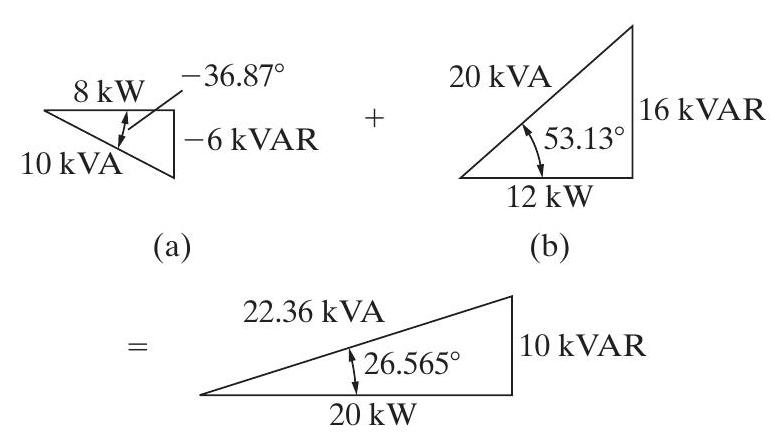 8 kW
−36.87°
−6 kVAR
10 kVA
(a)
+
20 kVA
16 kVAR
53.13°
12 kW
(b)
=
22.36 kVA
10 kVAR
26.565°
20 kW